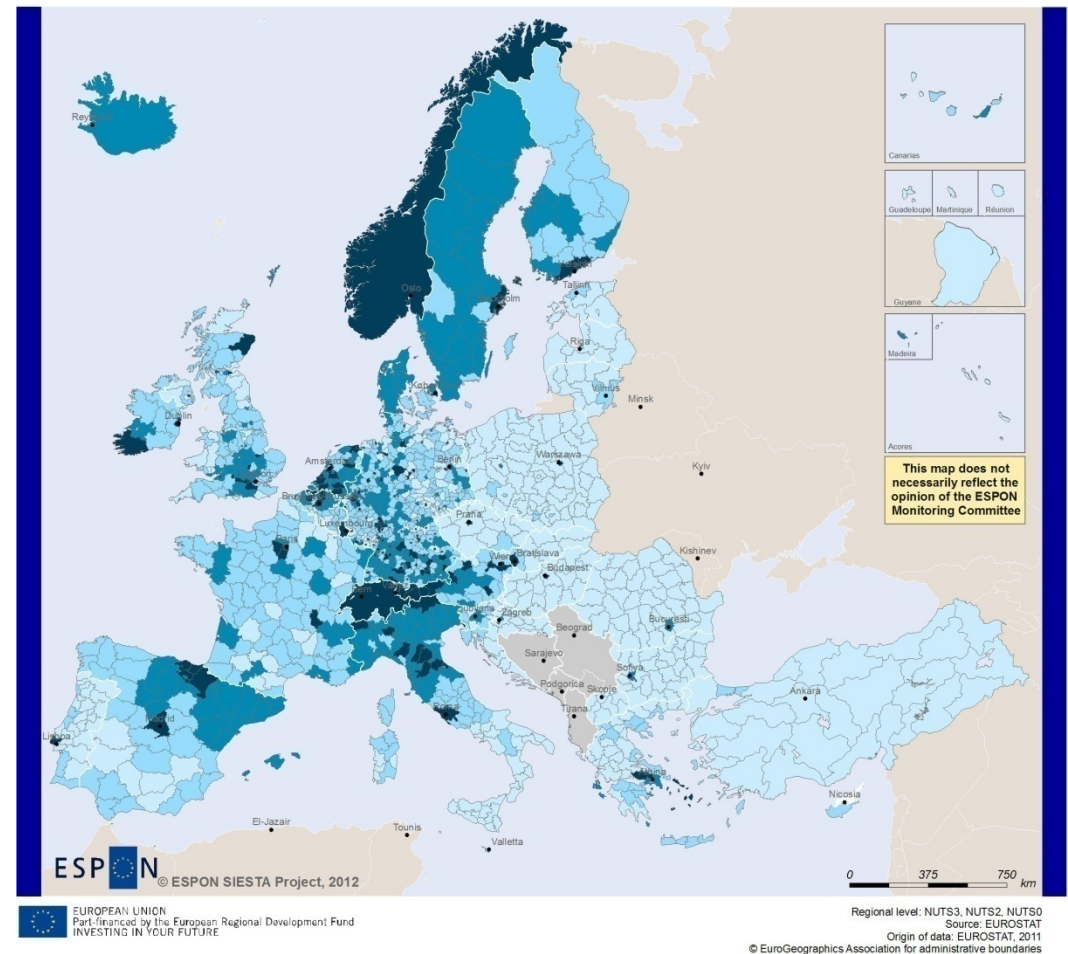 Reykjavik
Canarias
Guadeloupe
Martinique
Réunion
Guyane
Madeira
Acores
This map does not
necessarily reflect the
opinion of the ESPON
Monitoring Committee
Oslo
Tallinn
Riga
Vilnius
Minsk
Dublin
Berlin
Warszawa
Kyiv
Praha
Luxembourg
Paris
Wien
Bratislava
Budapest
Kishinev
Bern
Ljubljana
Zagreb
Beograd
Bucuresti
Sarajevo
Sofiya
Podgorica
Skopje
Tirana
Roma
Madrid
Lisboa
Ankara
Nicosia
El-Jazair
Tounis
Valletta
ESPON
© ESPON SIESTA Project, 2012
0 375 750
km
EUROPEAN UNION
Part-financed by the European Regional Development Fund
INVESTING IN YOUR FUTURE
Regional level: NUTS3, NUTS2, NUTS0
Source: EUROSTAT
Origin of data: EUROSTAT, 2011
© EuroGeographics Association for administrative boundaries